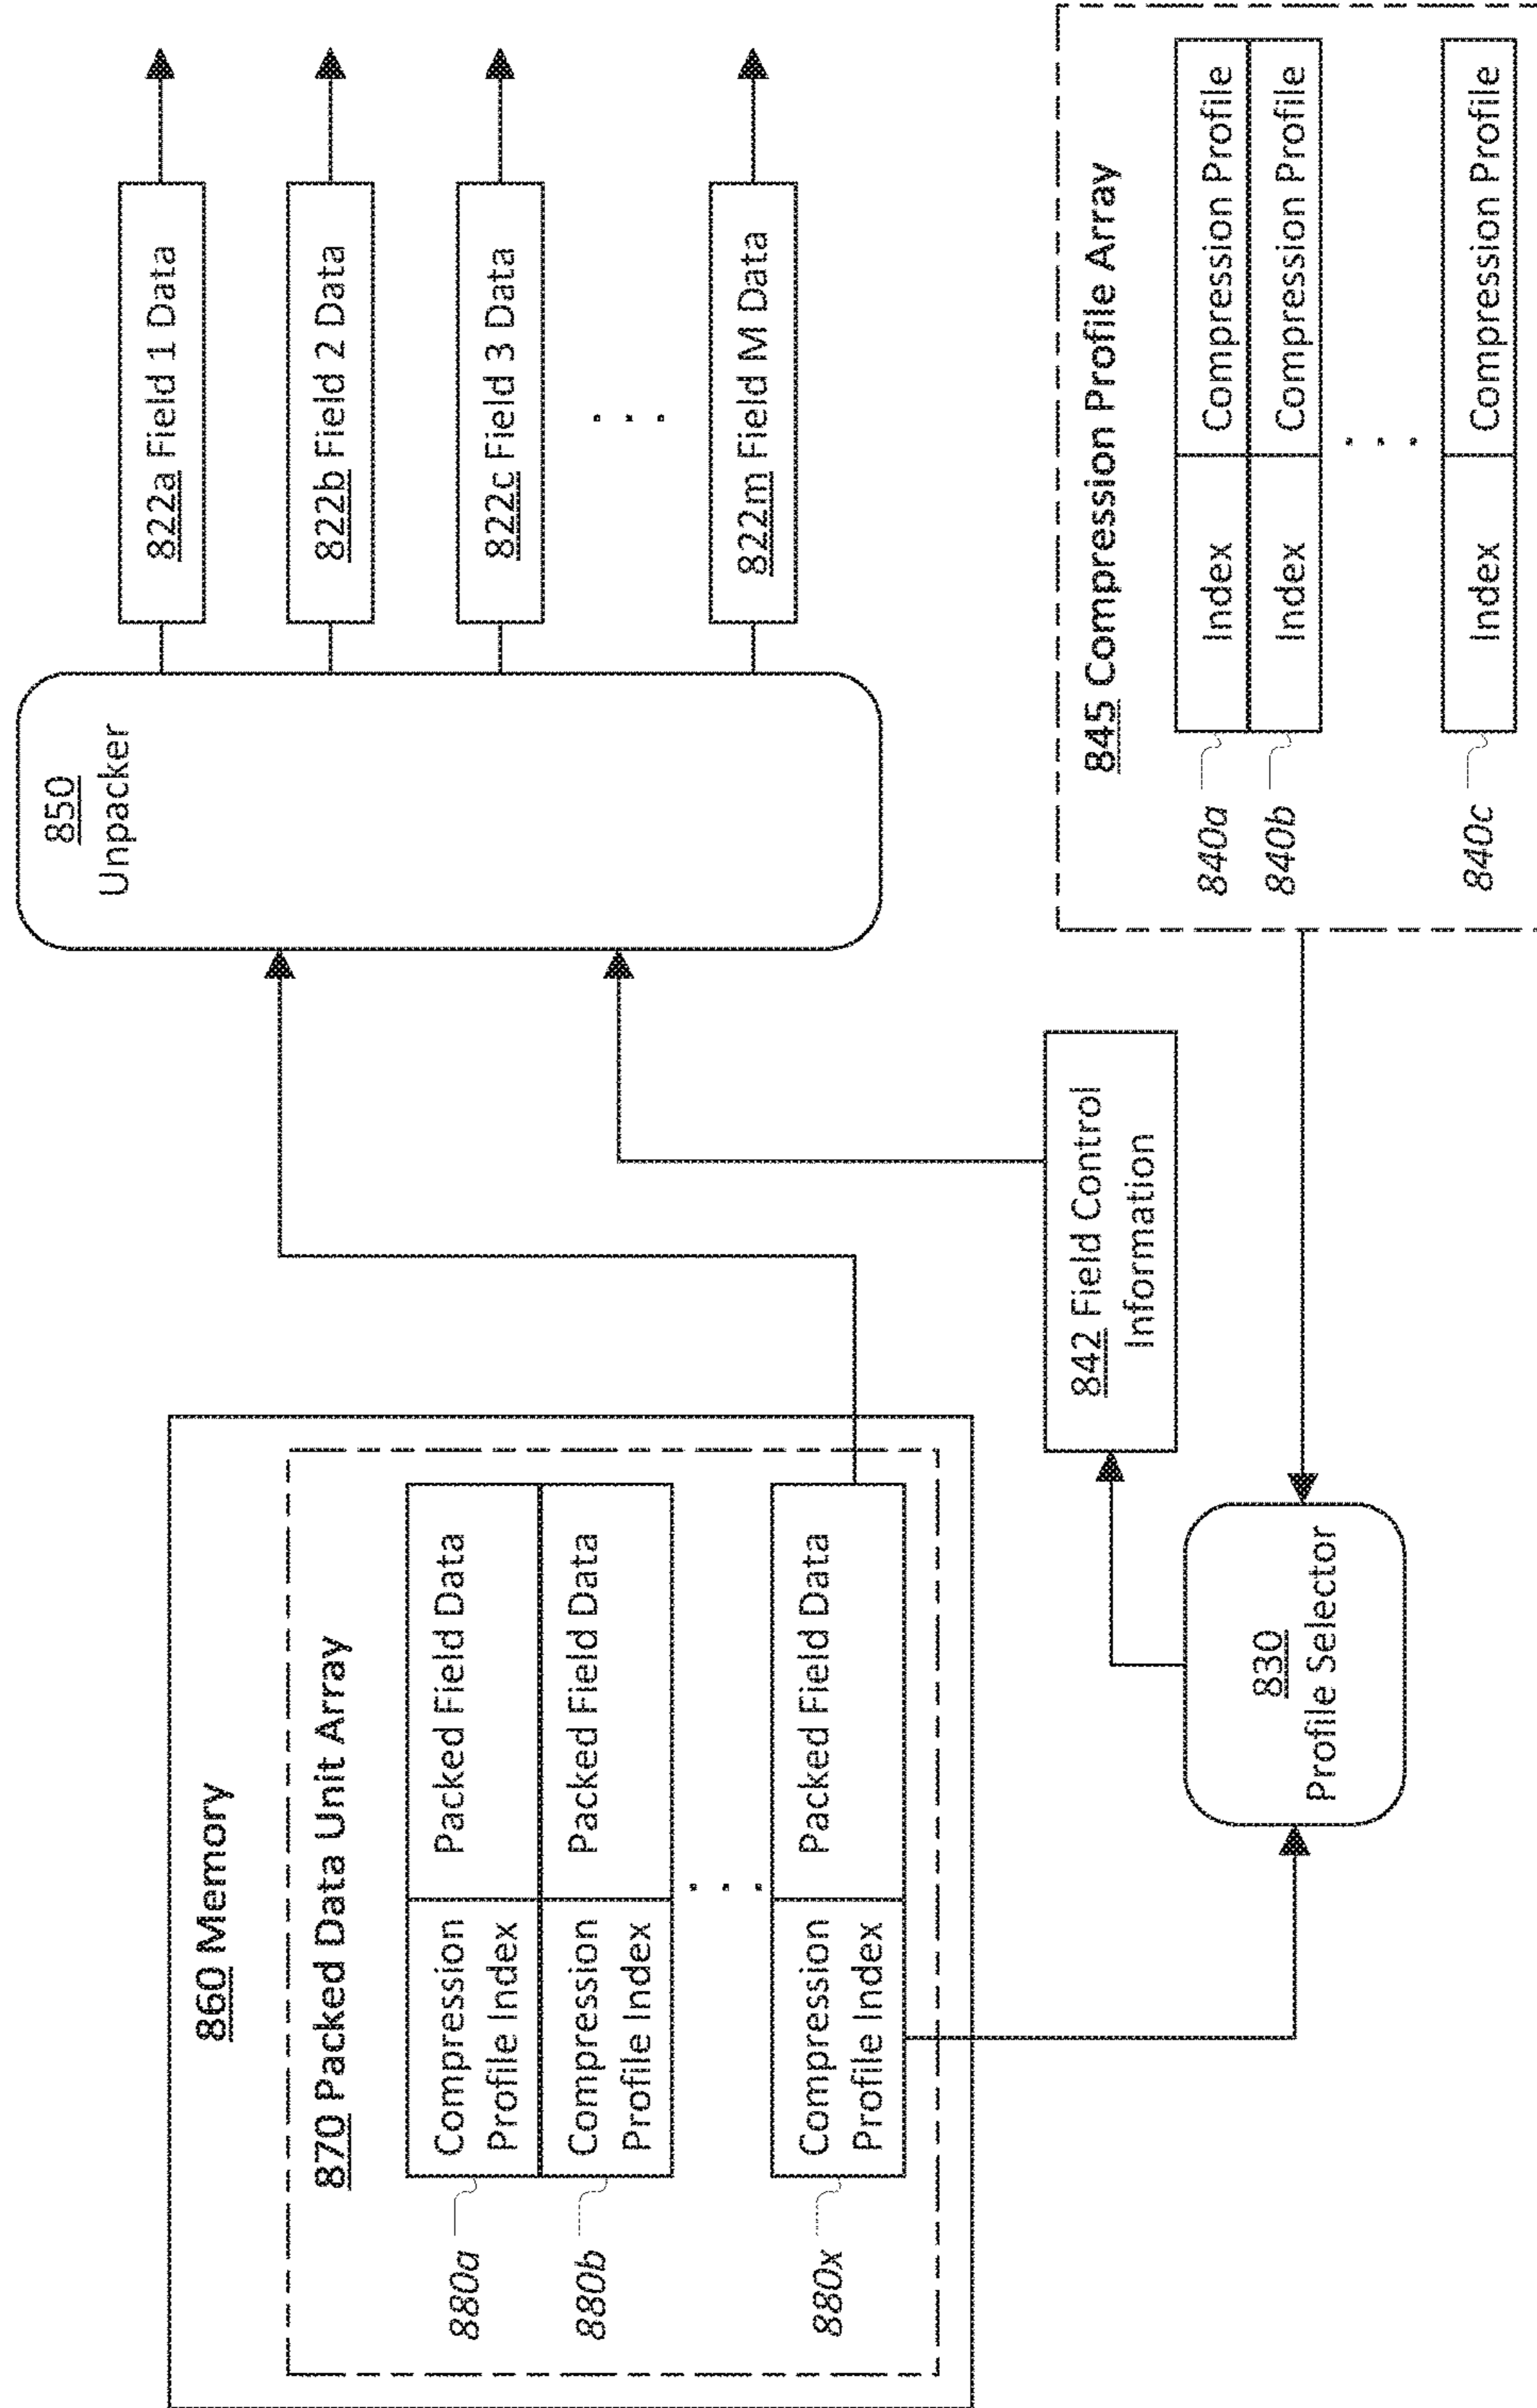 860 Memory
870 Packed Data Unit Array
880a
Compression
Profile Index
Packed Field Data
880b
Compression
Profile Index
Packed Field Data
. . .
880x
Compression
Profile Index
Packed Field Data
850
Unpacker
822a Field 1 Data
822b Field 2 Data
822c Field 3 Data
. . .
822m Field M Data
842 Field Control
Information
830
Profile Selector
845 Compression Profile Array
840a
Index
Compression Profile
840b
Index
Compression Profile
. . .
840c
Index
Compression Profile